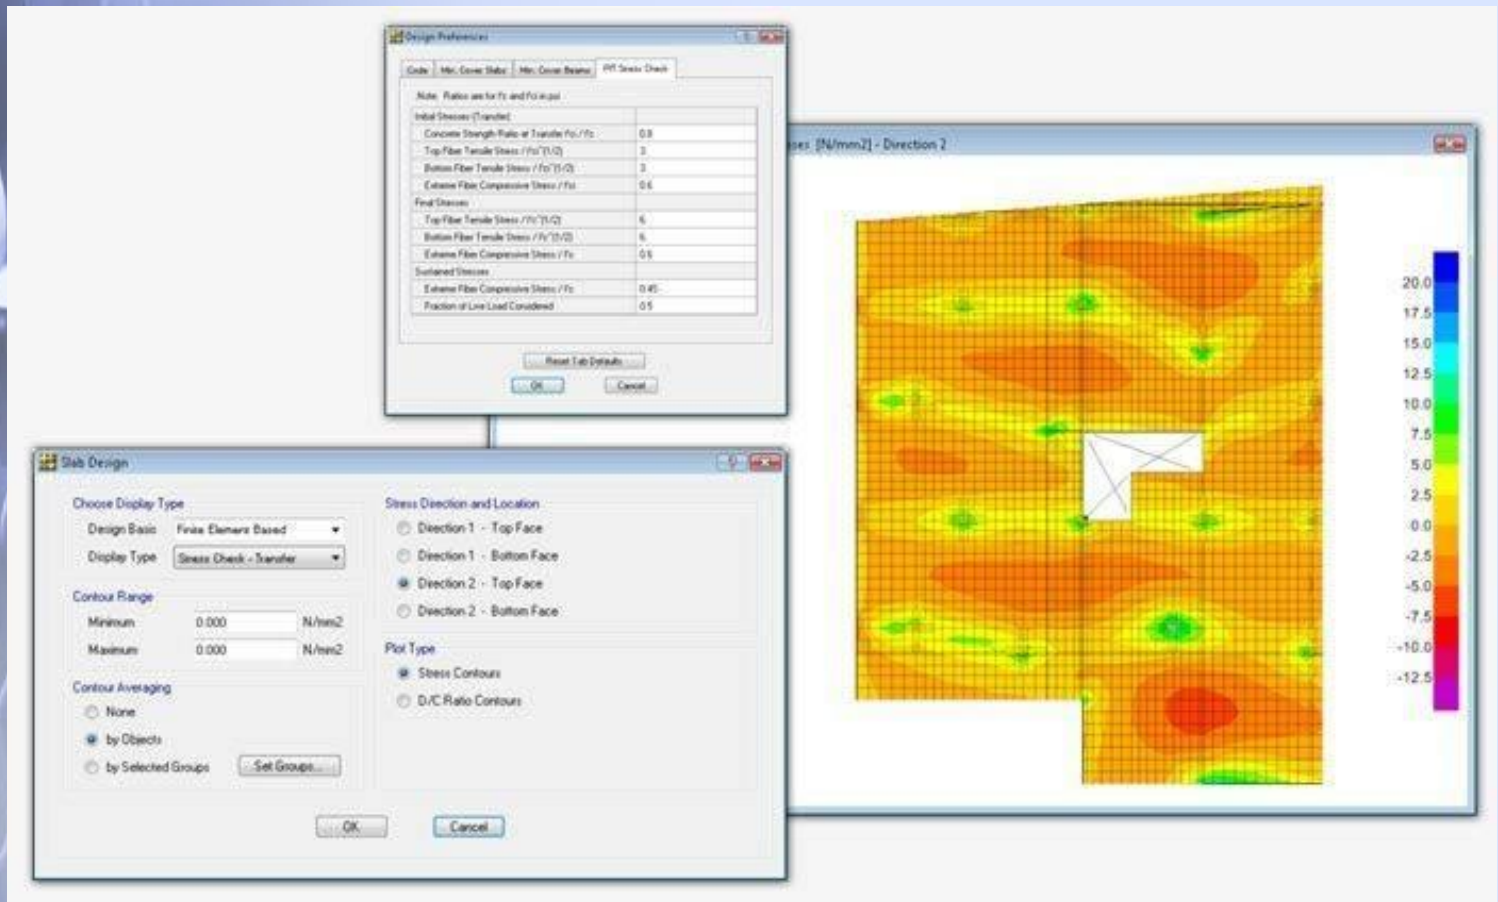 Design Preferences
Code
Min. Cover Slabs
Min. Cover Beams
P/T Stress Check
Note: Ratios are for f'c and f'ci in psi
Initial Stresses (Transfer)
Concrete Strength Ratio at Transfer f'ci / f'c 0.8
Top Fiber Tensile Stress / f'ci^(1/2) 3
Bottom Fiber Tensile Stress / f'ci^(1/2) 3
Extreme Fiber Compressive Stress / f'ci 0.6
Final Stresses
Top Fiber Tensile Stress / f'c^(1/2) 6
Bottom Fiber Tensile Stress / f'c^(1/2) 6
Extreme Fiber Compressive Stress / f'c 0.6
Sustained Stresses
Extreme Fiber Compressive Stress / f'c 0.45
Fraction of Live Load Considered 0.5
Reset Tab Defaults
OK
Cancel
[N/mm2] - Direction 2
20.0
17.5
15.0
12.5
10.0
7.5
5.0
2.5
0.0
-2.5
-5.0
-7.5
-10.0
-12.5
Slab Design
Choose Display Type
Design Basis Finite Element Based
Display Type Stress Check - Transfer
Contour Range
Minimum 0.000 N/mm2
Maximum 0.000 N/mm2
Contour Averaging
None
by Objects
by Selected Groups
Set Groups...
Stress Direction and Location
Direction 1 - Top Face
Direction 1 - Bottom Face
Direction 2 - Top Face
Direction 2 - Bottom Face
Plot Type
Stress Contours
D/C Ratio Contours
OK
Cancel